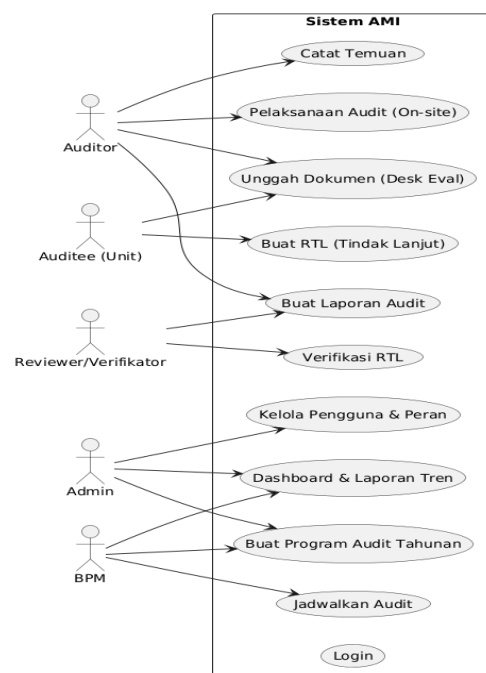 Sistem AMI
Catat Temuan
Pelaksanaan Audit (On-site)
Auditor
Unggah Dokumen (Desk Eval)
Buat RTL (Tindak Lanjut)
Auditee (Unit)
Buat Laporan Audit
Verifikasi RTL
Reviewer/Verifikator
Kelola Pengguna & Peran
Dashboard & Laporan Tren
Admin
Buat Program Audit Tahunan
BPM
Jadwalkan Audit
Login